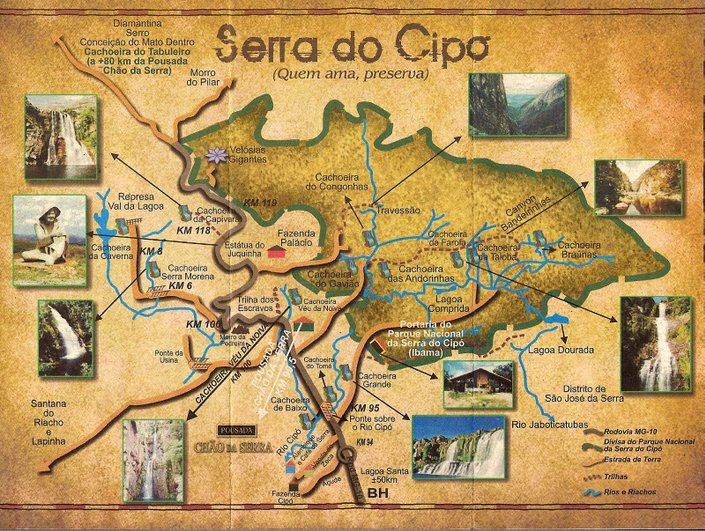 Diamantina
Serro
Conceição do Mato Dentro
Cachoeira do Tabuleiro
(a +80 km da Pousada
Chão da Serra)
Serra do Cipó
(Quem ama, preserva)
Morro
do Pilar
Velósias
Gigantes
Cachoeira
do Congonhas
Travessão
Canyon
Bandeirinhas
KM 119
Represa
Val da Lagoa
Cachoeira
da Capivara
KM 118
Fazenda
Palácio
Estátua do
Juquinha
Cachoeira
da Farofa
Cachoeira
da Taioba
Cachoeira
Braúnas
Cachoeira
da Caverna
KM 8
Cachoeira
Serra Morena
KM 6
Cachoeira
do Gavião
Cachoeira
das Andorinhas
Lagoa
Comprida
Trilha dos
Escravos
Cachoeira
Véu da Noiva
KM 106
Morro da
Pedreira
Ponte da
Usina
CACHOEIRA VÉU DA NOIVA
KM 100
POUSADA
CHÃO DA SERRA
Portaria do
Parque Nacional
da Serra do Cipó
(Ibama)
Lagoa Dourada
Cachoeira
do Tomé
Cachoeira
Grande
Distrito de
São José da Serra
Santana
do
Riacho e
Lapinha
Cachoeira
de Baixo
KM 95
Ponte sobre
o Rio Cipó
Rio Jaboticatubas
POUSADA
CHÃO DA SERRA
Rio Cipó
KM 94
Lagoa Santa
±50km
BH
Açude
Fazenda
Cipó
Rodovia MG-10
Divisa do Parque Nacional
da Serra do Cipó
Estrada de Terra
Trilhas
Rios e Riachos